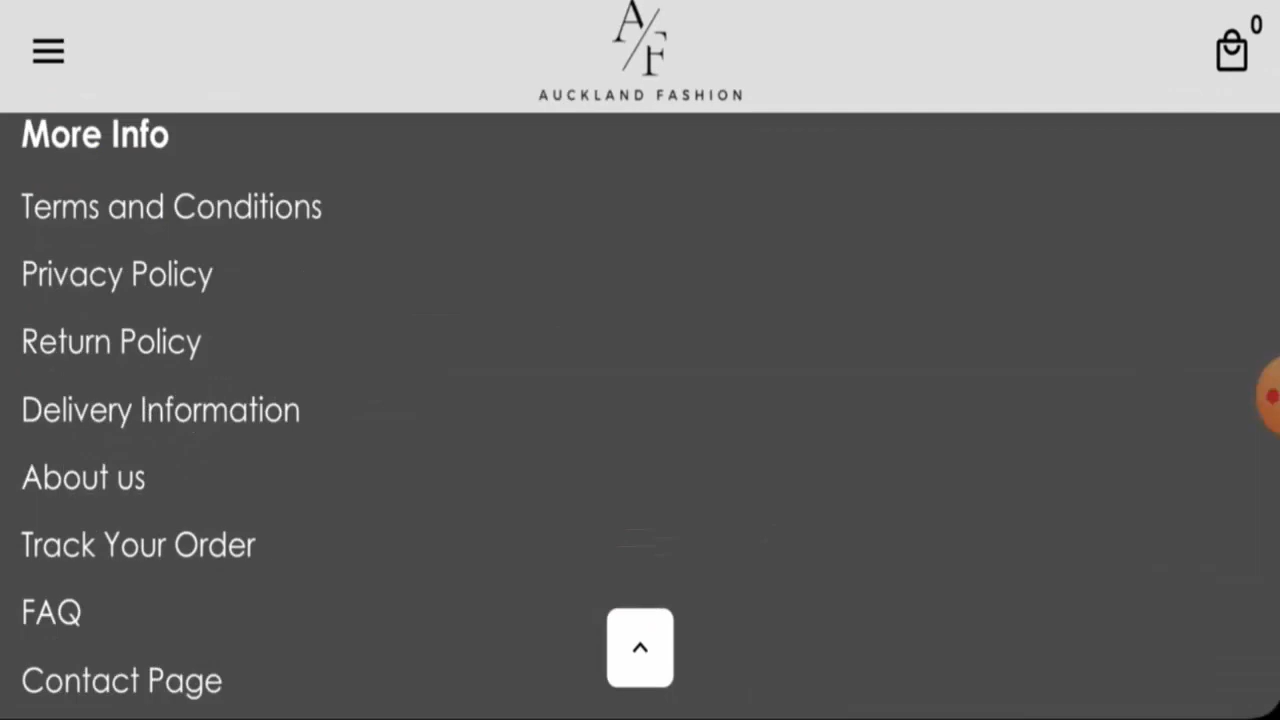 A/F
0
AUCKLAND FASHION
More Info
Terms and Conditions
Privacy Policy
Return Policy
Delivery Information
About us
Track Your Order
FAQ
Contact Page